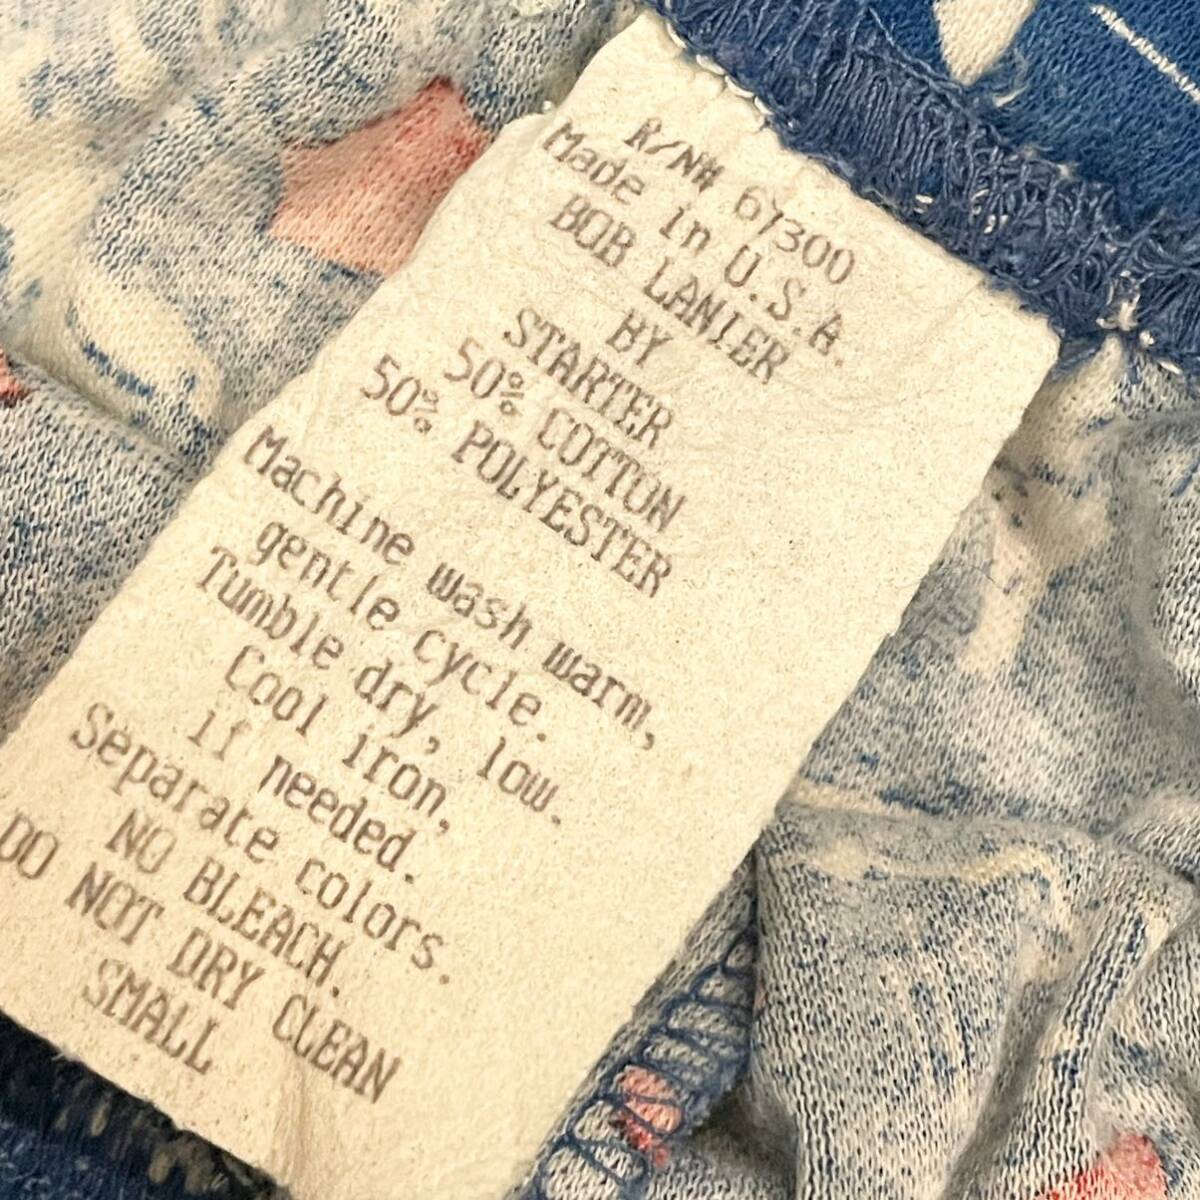 R/N# 67300
Made in U.S.A.
BOB LANIER
BY
STARTER
50% COTTON
50% POLYESTER
Machine wash warm,
gentle cycle.
Tumble dry, low.
Cool iron,
if needed.
Separate colors.
NO BLEACH.
DO NOT DRY CLEAN
SMALL